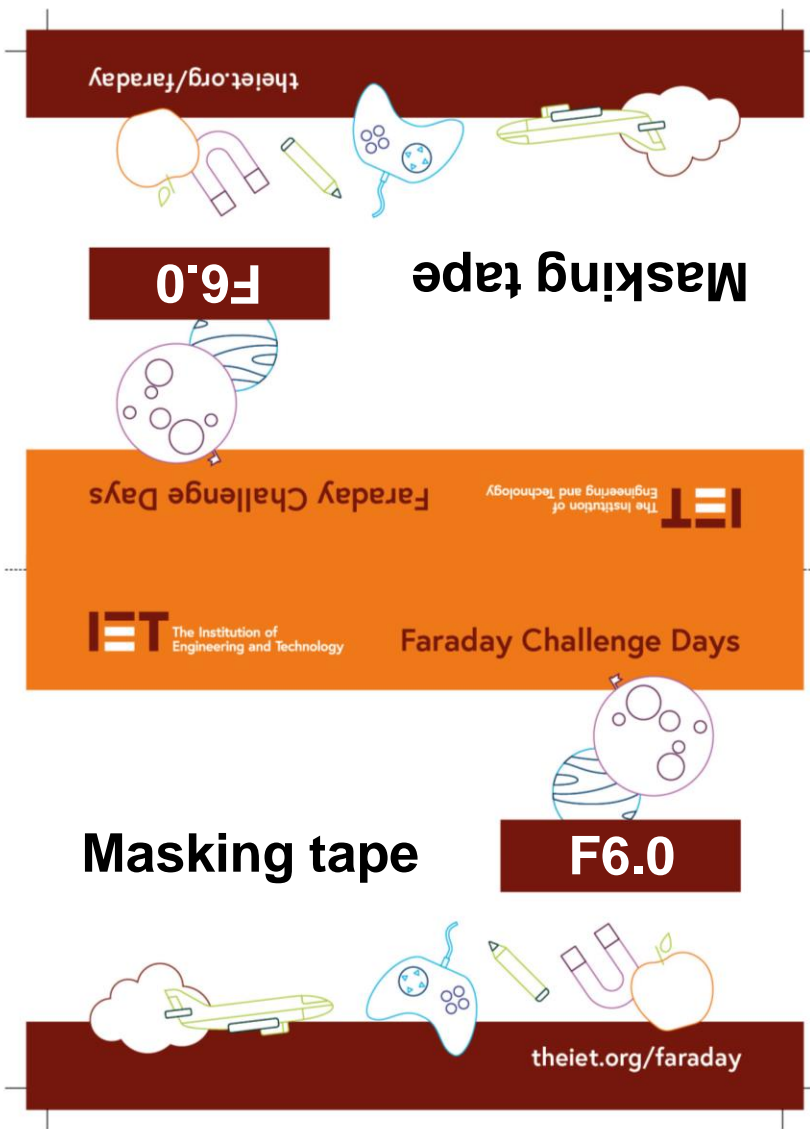 theiet.org/faraday
F6.0
Masking tape
Faraday Challenge Days
IET The Institution of
Engineering and Technology
IET The Institution of
Engineering and Technology
Faraday Challenge Days
Masking tape
F6.0
theiet.org/faraday